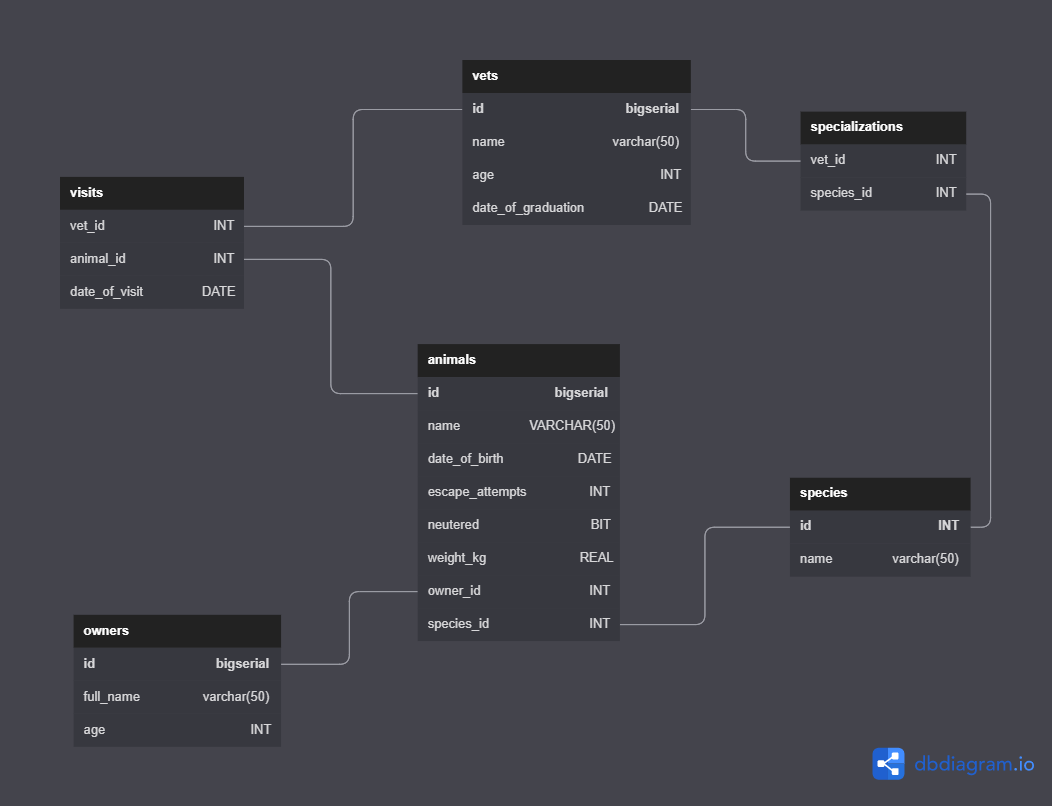 vets
id bigserial
name varchar(50)
age INT
date_of_graduation DATE
specializations
vet_id INT
species_id INT
visits
vet_id INT
animal_id INT
date_of_visit DATE
animals
id bigserial
name VARCHAR(50)
date_of_birth DATE
escape_attempts INT
neutered BIT
weight_kg REAL
owner_id INT
species_id INT
species
id INT
name varchar(50)
owners
id bigserial
full_name varchar(50)
age INT
dbdiagram.io